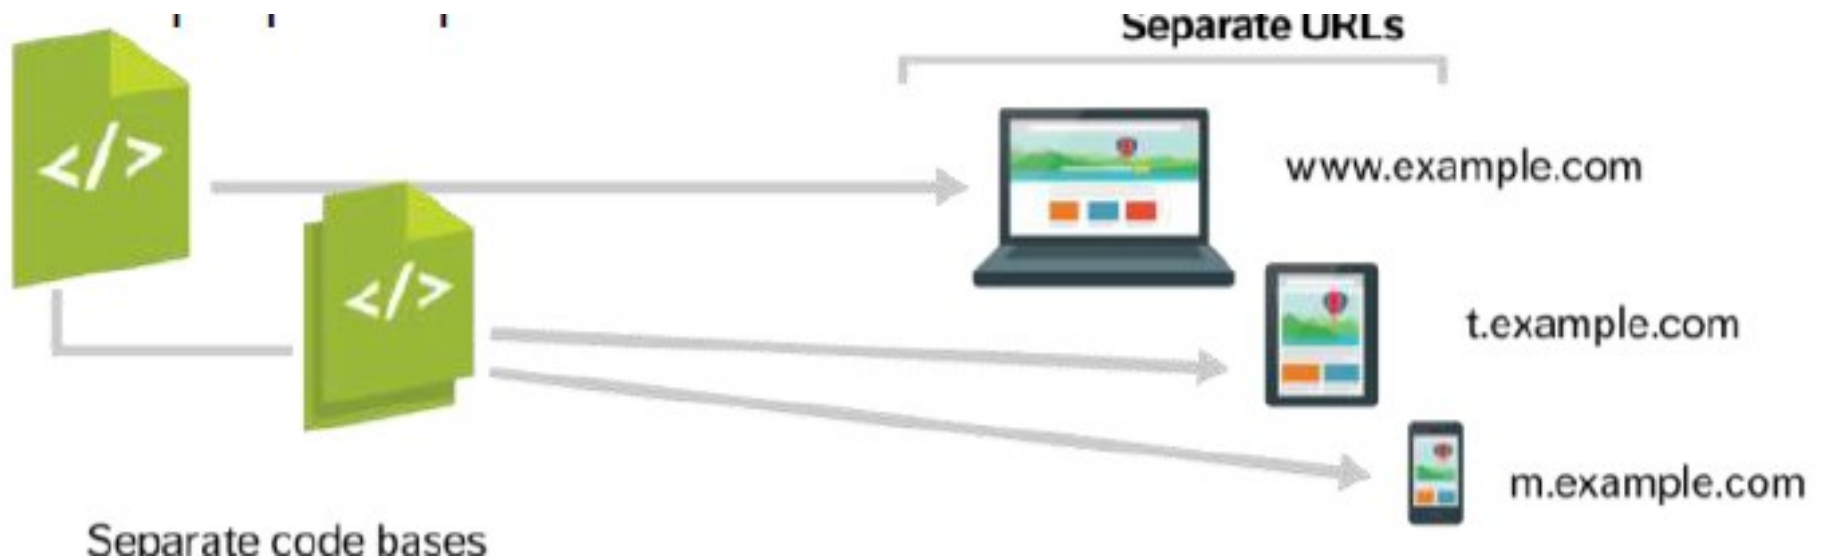 Separate URLs
</>
www.example.com
</>
t.example.com
m.example.com
Separate code bases